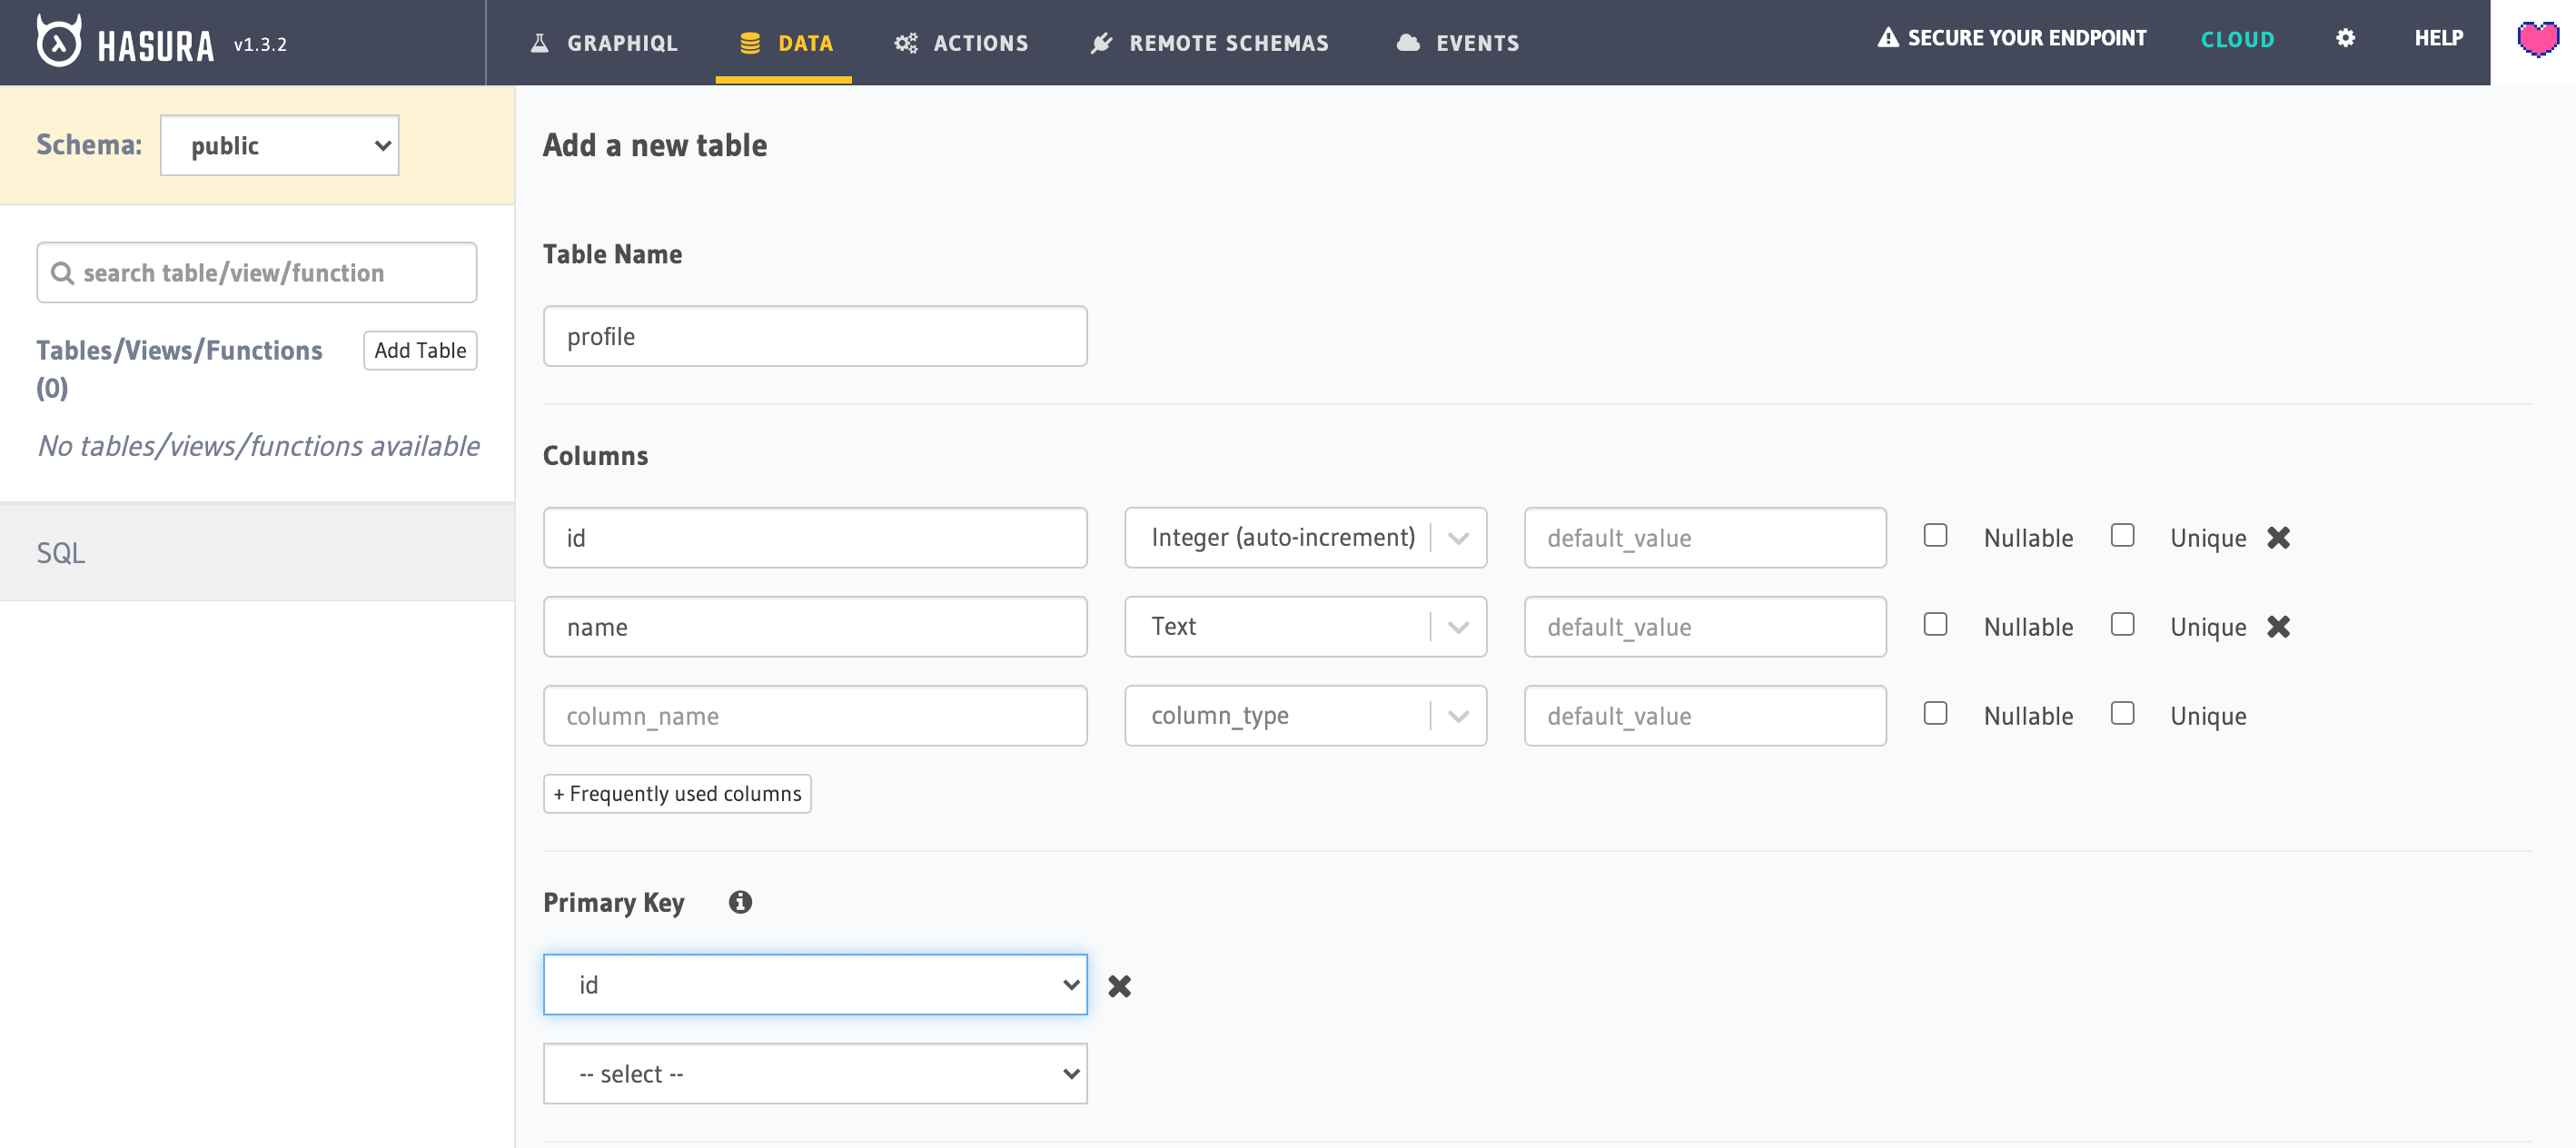 HASURA v1.3.2 GRAPHIQL DATA ACTIONS REMOTE SCHEMAS EVENTS SECURE YOUR ENDPOINT CLOUD HELP
Schema: public
search table/view/function
Tables/Views/Functions
(0)
Add Table
No tables/views/functions available
SQL
Add a new table
Table Name
profile
Columns
id Integer (auto-increment) default_value Nullable Unique
name Text default_value Nullable Unique
column_name column_type default_value Nullable Unique
+ Frequently used columns
Primary Key
id
-- select --